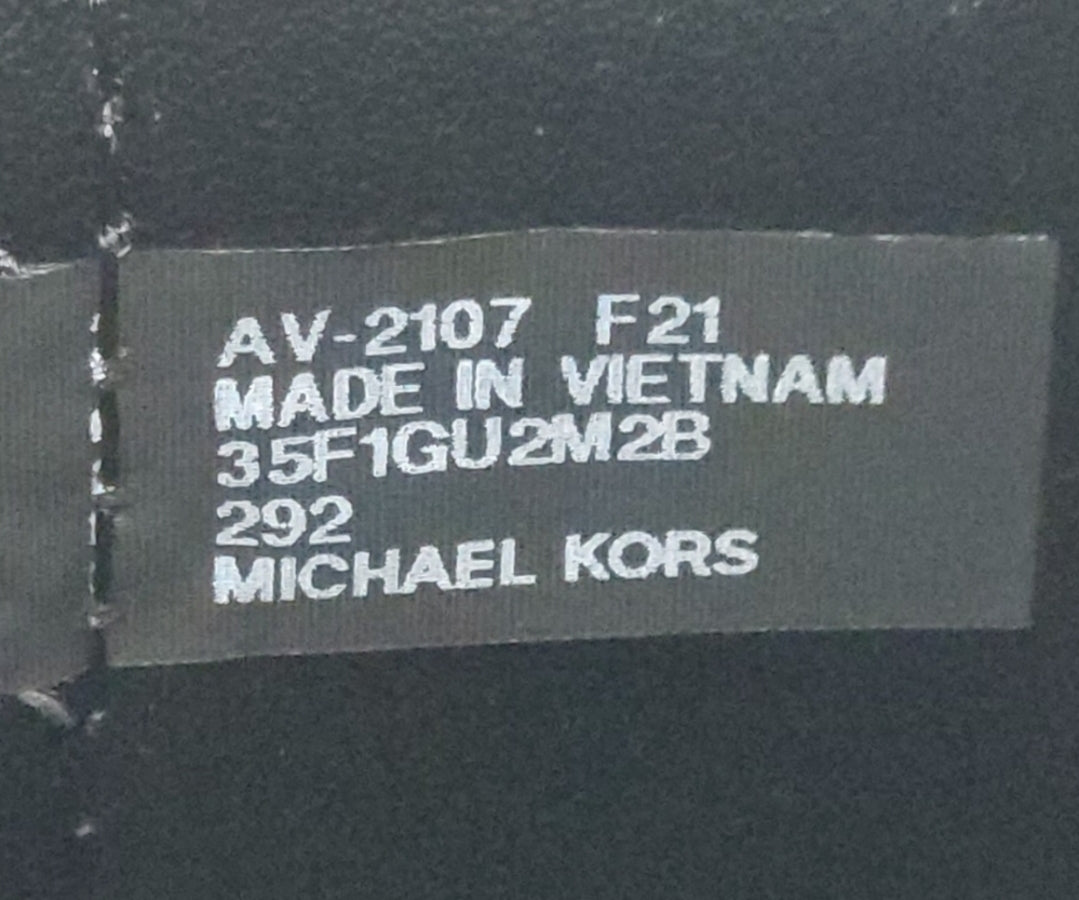 AV-2107 F21
MADE IN VIETNAM
35F1GU2M2B
292
MICHAEL KORS